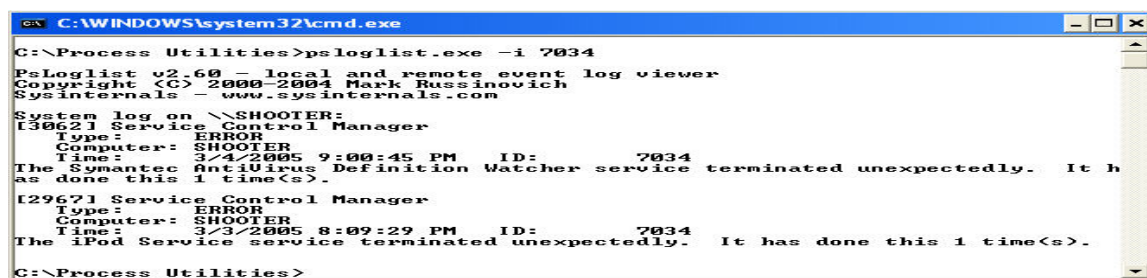 C:\WINDOWS\system32\cmd.exe
C:\Process Utilities>psloglist.exe -i 7034
PsLoglist v2.60 - local and remote event log viewer
Copyright (C) 2000-2004 Mark Russinovich
Sysinternals - www.sysinternals.com
System log on \\SHOOTER:
[3062] Service Control Manager
Type: ERROR
Computer: SHOOTER
Time: 3/4/2005 9:00:45 PM ID: 7034
The Symantec AntiVirus Definition Watcher service terminated unexpectedly. It h
as done this 1 time(s).
[2967] Service Control Manager
Type: ERROR
Computer: SHOOTER
Time: 3/3/2005 8:09:29 PM ID: 7034
The iPod Service service terminated unexpectedly. It has done this 1 time(s).
C:\Process Utilities>